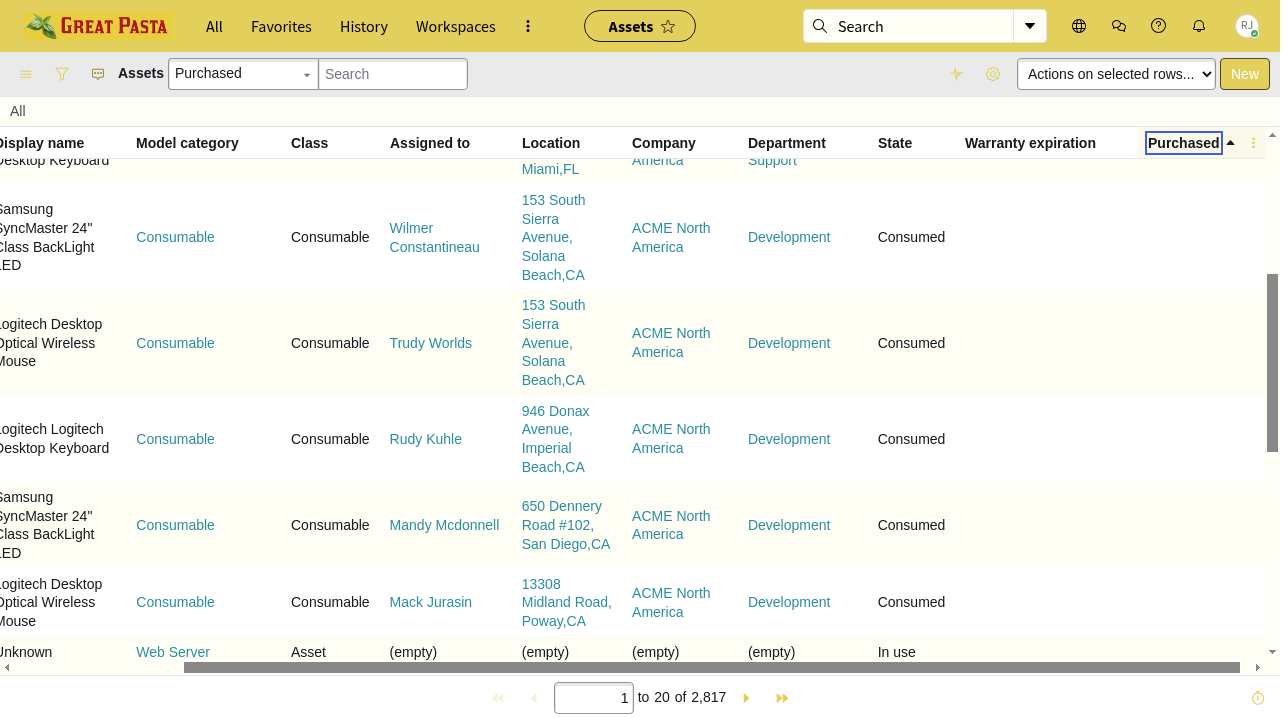 GREAT PASTA All Favorites History Workspaces Assets Search RJ
Assets Purchased Search Actions on selected rows... New
All
Display name Model category Class Assigned to Location Company Department State Warranty expiration Purchased
Desktop Keyboard Miami,FL America Support
Samsung SyncMaster 24" Class BackLight LED Consumable Consumable Wilmer Constantineau 153 South Sierra Avenue, Solana Beach,CA ACME North America Development Consumed
Logitech Desktop Optical Wireless Mouse Consumable Consumable Trudy Worlds 153 South Sierra Avenue, Solana Beach,CA ACME North America Development Consumed
Logitech Logitech Desktop Keyboard Consumable Consumable Rudy Kuhle 946 Donax Avenue, Imperial Beach,CA ACME North America Development Consumed
Samsung SyncMaster 24" Class BackLight LED Consumable Consumable Mandy Mcdonnell 650 Dennery Road #102, San Diego,CA ACME North America Development Consumed
Logitech Desktop Optical Wireless Mouse Consumable Consumable Mack Jurasin 13308 Midland Road, Poway,CA ACME North America Development Consumed
Unknown Web Server Asset (empty) (empty) (empty) (empty) In use
1 to 20 of 2,817